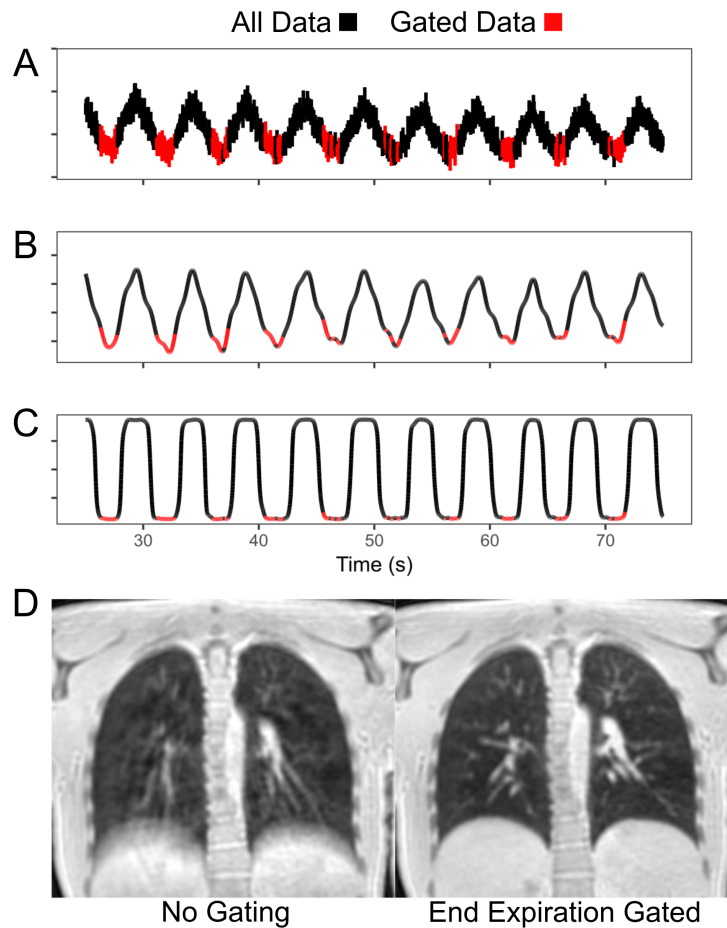 All Data Gated Data
A
B
C
30 40 50 60 70
Time (s)
D
No Gating End Expiration Gated